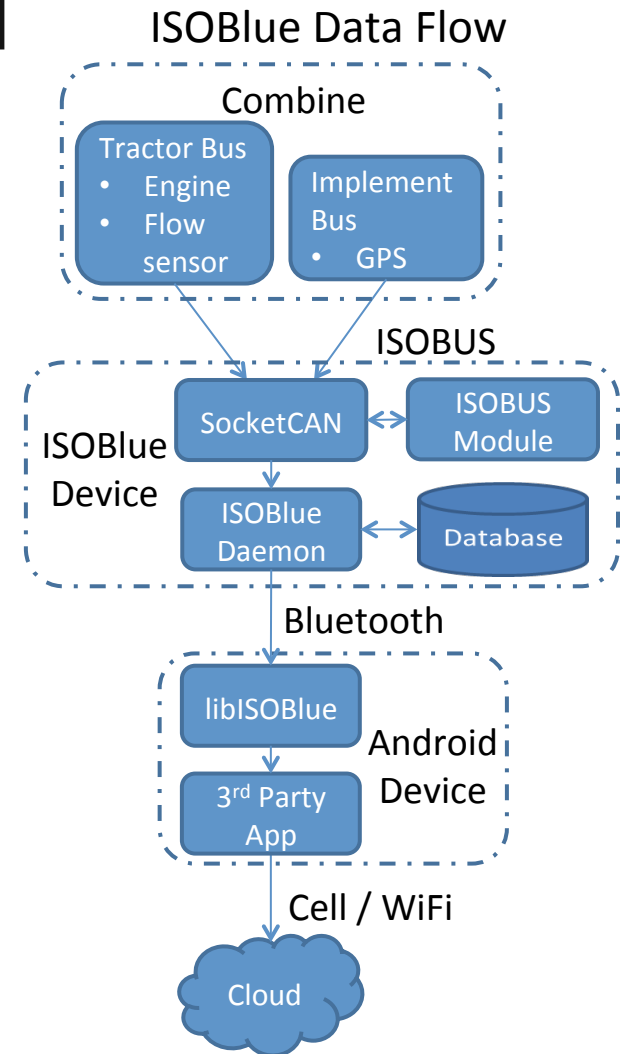 ISOBlue Data Flow
Combine
Tractor Bus
• Engine
• Flow
sensor
Implement
Bus
• GPS
ISOBUS
ISOBlue
Device
SocketCAN
ISOBUS
Module
ISOBlue
Daemon
Database
Bluetooth
libISOBlue
Android
Device
3rd Party
App
Cell / WiFi
Cloud